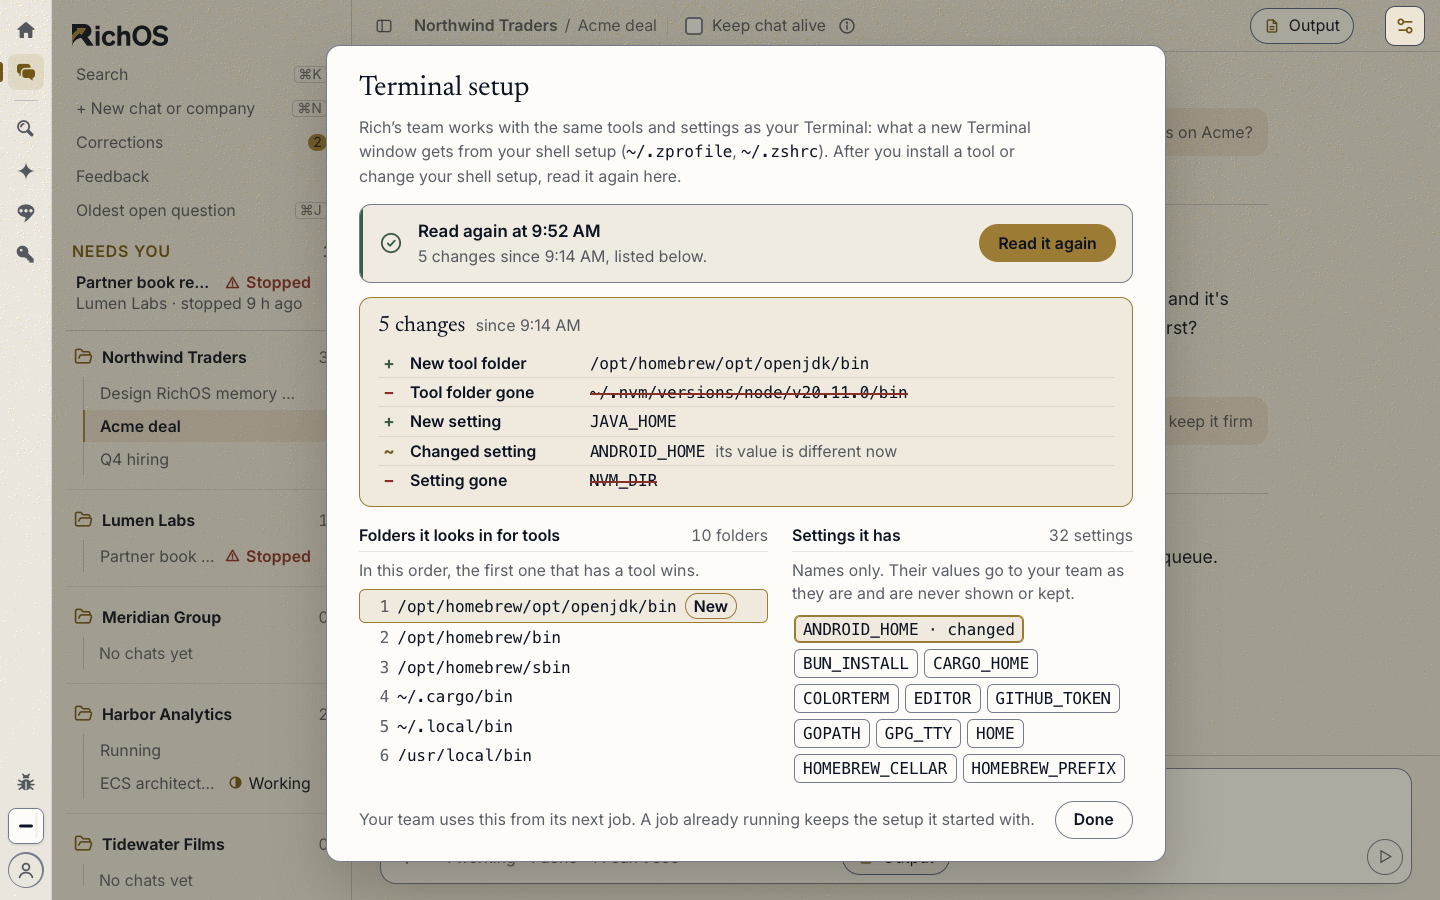 RichOS
Search ⌘K
+ New chat or company ⌘N
Corrections 2
Feedback
Oldest open question ⌘J
NEEDS YOU
Partner book re... Stopped
Lumen Labs · stopped 9 h ago
Northwind Traders
Design RichOS memory ...
Acme deal
Q4 hiring
Lumen Labs
Partner book ... Stopped
Meridian Group
No chats yet
Harbor Analytics
Running
ECS architect... Working
Tidewater Films
No chats yet
Northwind Traders / Acme deal
Keep chat alive
Output
s on Acme?
and it's
rst?
keep it firm
queue.
Terminal setup
Rich’s team works with the same tools and settings as your Terminal: what a new Terminal
window gets from your shell setup (~/.zprofile, ~/.zshrc). After you install a tool or
change your shell setup, read it again here.
Read again at 9:52 AM
5 changes since 9:14 AM, listed below.
Read it again
5 changes since 9:14 AM
+ New tool folder /opt/homebrew/opt/openjdk/bin
− Tool folder gone ~/.nvm/versions/node/v20.11.0/bin
+ New setting JAVA_HOME
~ Changed setting ANDROID_HOME its value is different now
− Setting gone NVM_DIR
Folders it looks in for tools 10 folders
In this order, the first one that has a tool wins.
1 /opt/homebrew/opt/openjdk/bin New
2 /opt/homebrew/bin
3 /opt/homebrew/sbin
4 ~/.cargo/bin
5 ~/.local/bin
6 /usr/local/bin
Settings it has 32 settings
Names only. Their values go to your team as
they are and are never shown or kept.
ANDROID_HOME · changed
BUN_INSTALL CARGO_HOME
COLORTERM EDITOR GITHUB_TOKEN
GOPATH GPG_TTY HOME
HOMEBREW_CELLAR HOMEBREW_PREFIX
Your team uses this from its next job. A job already running keeps the setup it started with.
Done